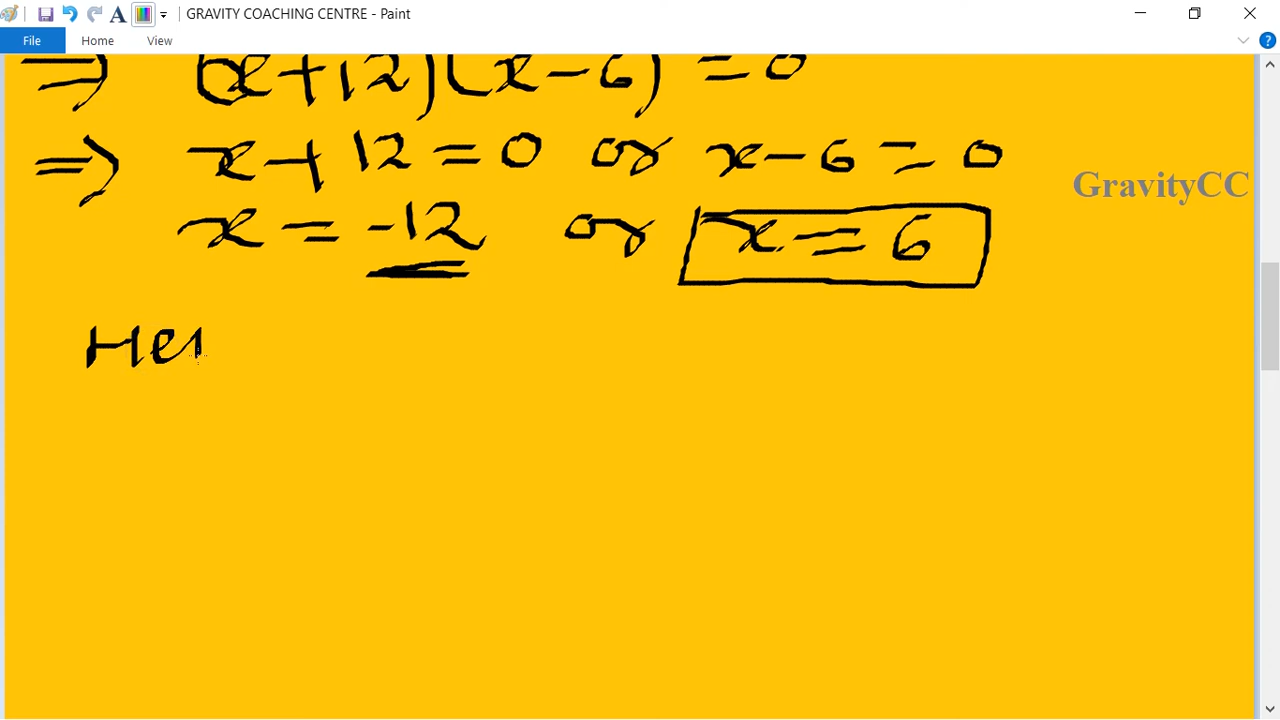 GRAVITY COACHING CENTRE - Paint
File Home View
=> (x+12)(x-6) = 0
=> x+12=0 or x-6=0
GravityCC
x = -12 or x = 6